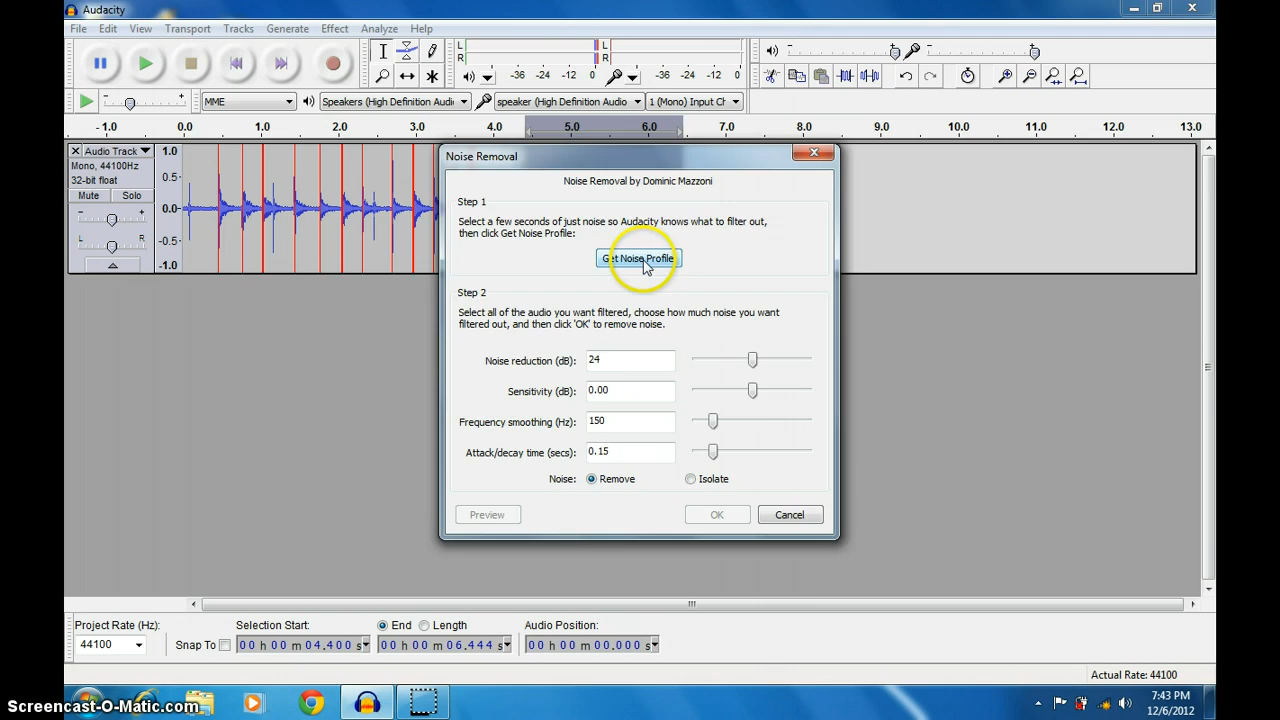 Audacity
File Edit View Transport Tracks Generate Effect Analyze Help
L
R
L
R
-36 -24 -12 0 -36 -24 -12 0
MME Speakers (High Definition Audio speaker (High Definition Audio 1 (Mono) Input Ch
-1.0 0.0 1.0 2.0 3.0 4.0 5.0 6.0 7.0 8.0 9.0 10.0 11.0 12.0 13.0
Audio Track
Mono, 44100Hz
32-bit float
Mute Solo
- +
L R
1.0
0.5
0.0
-0.5
-1.0
Noise Removal
Noise Removal by Dominic Mazzoni
Step 1
Select a few seconds of just noise so Audacity knows what to filter out,
then click Get Noise Profile:
Get Noise Profile
Step 2
Select all of the audio you want filtered, choose how much noise you want
filtered out, and then click 'OK' to remove noise.
Noise reduction (dB): 24
Sensitivity (dB): 0.00
Frequency smoothing (Hz): 150
Attack/decay time (secs): 0.15
Noise: Remove Isolate
Preview OK Cancel
Project Rate (Hz): Selection Start: End Length Audio Position:
44100 Snap To 00 h 00 m 04.400 s 00 h 00 m 06.444 s 00 h 00 m 00.000 s
Actual Rate: 44100
Screencast-O-Matic.com
7:43 PM
12/6/2012